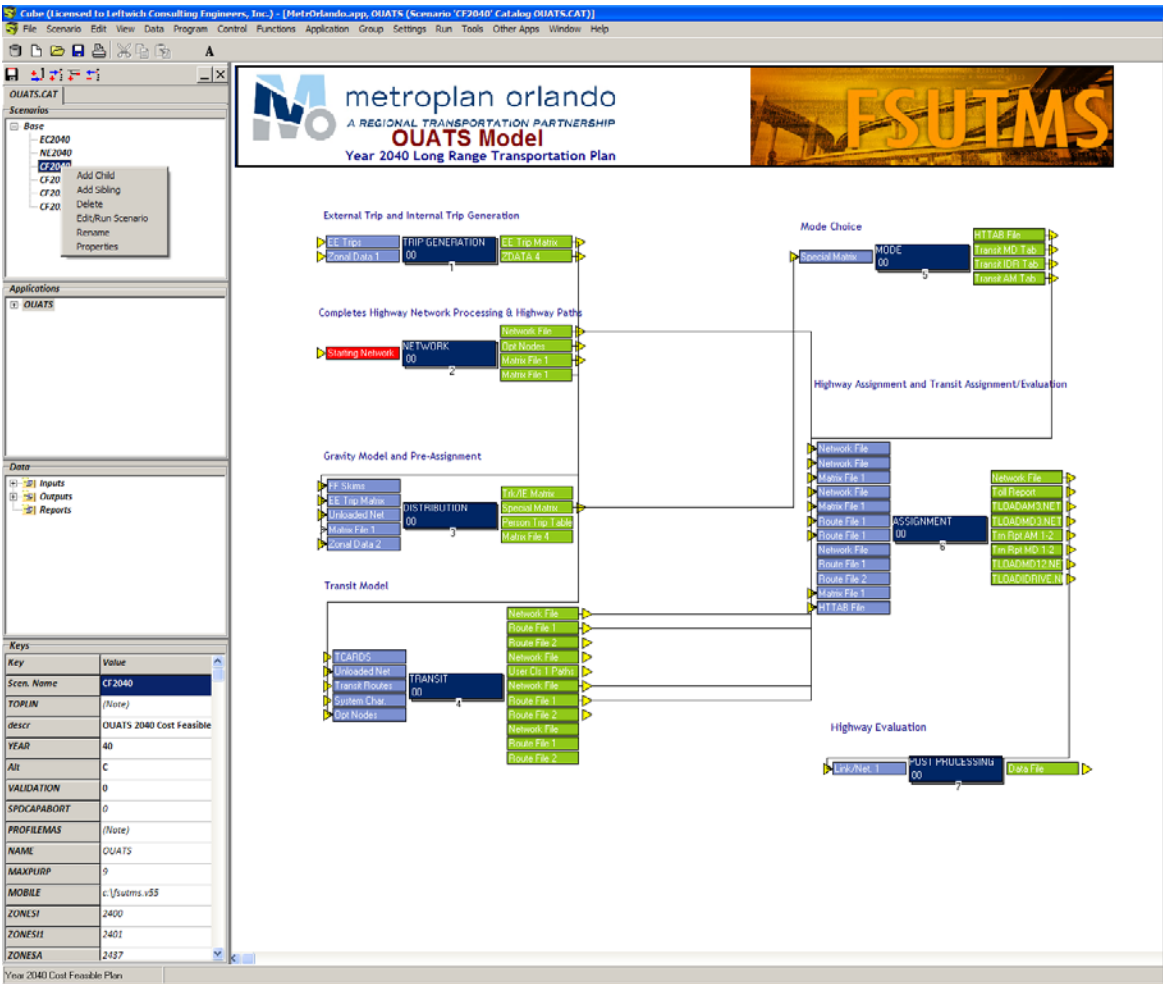 Cube (Licensed to Leftwich Consulting Engineers, Inc.) - [MetrOrlando.app, OUATS (Scenario 'CF2040' Catalog OUATS.CAT)]
File Scenario Edit View Data Program Control Functions Application Group Settings Run Tools Other Apps Window Help
A
OUATS.CAT
Scenarios
Base
EC2040
NE2040
CF2040
CF20
CF20
CF20
Add Child
Add Sibling
Delete
Edit/Run Scenario
Rename
Properties
Applications
OUATS
Data
Inputs
Outputs
Reports
Keys
Key Value
Scen. Name CF2040
TOPLIN (Note)
descr OUATS 2040 Cost Feasible
YEAR 40
Alt C
VALIDATION 0
SPDCAPABORT 0
PROFILEMAS (Note)
NAME OUATS
MAXPURP 9
MOBILE c:\fsutms.v55
ZONESI 2400
ZONESI1 2401
ZONESA 2437
Year 2040 Cost Feasible Plan
metroplan orlando
A REGIONAL TRANSPORTATION PARTNERSHIP
OUATS Model
Year 2040 Long Range Transportation Plan
FSUTMS
External Trip and Internal Trip Generation
EE Trips
Zonal Data 1
TRIP GENERATION
00
1
EE Trip Matrix
ZDATA 4
Completes Highway Network Processing & Highway Paths
Starting Network
NETWORK
00
2
Network File
Opt Nodes
Matrix File 1
Matrix File 1
Gravity Model and Pre-Assignment
FF Skims
EE Trip Matrix
Unloaded Net
Matrix File 1
Zonal Data 2
DISTRIBUTION
00
3
Trk/IE Matrix
Special Matrix
Person Trip Table
Matrix File 4
Transit Model
TCARDS
Unloaded Net
Transit Routes
System Char.
Opt Nodes
TRANSIT
00
4
Network File
Route File 1
Route File 2
Network File
User Cls 1 Paths
Network File
Route File 1
Route File 2
Network File
Route File 1
Route File 2
Mode Choice
Special Matrix
MODE
00
5
HTTAB File
Transit MD Tab
Transit IDR Tab
Transit AM Tab
Highway Assignment and Transit Assignment/Evaluation
Network File
Network File
Matrix File 1
Network File
Matrix File 1
Route File 1
Route File 1
Network File
Route File 1
Route File 2
Matrix File 1
HTTAB File
ASSIGNMENT
00
6
Network File
Toll Report
TLOADAM3.NET
TLOADMD3.NET
Trn Rpt AM 1-2
Trn Rpt MD 1-2
TLOADMD12.NE
TLOADIDRIVE.N
Highway Evaluation
Link/Net. 1
POST PROCESSING
00
7
Data File